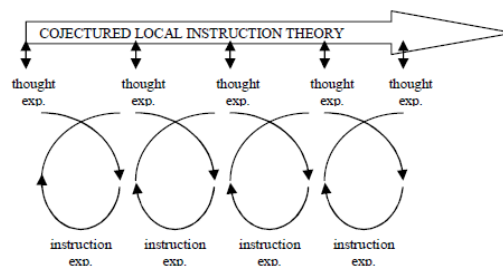 COJECTURED LOCAL INSTRUCTION THEORY
thought thought thought thought thought
exp. exp. exp. exp. exp.
instruction instruction instruction instruction
exp. exp. exp. exp.